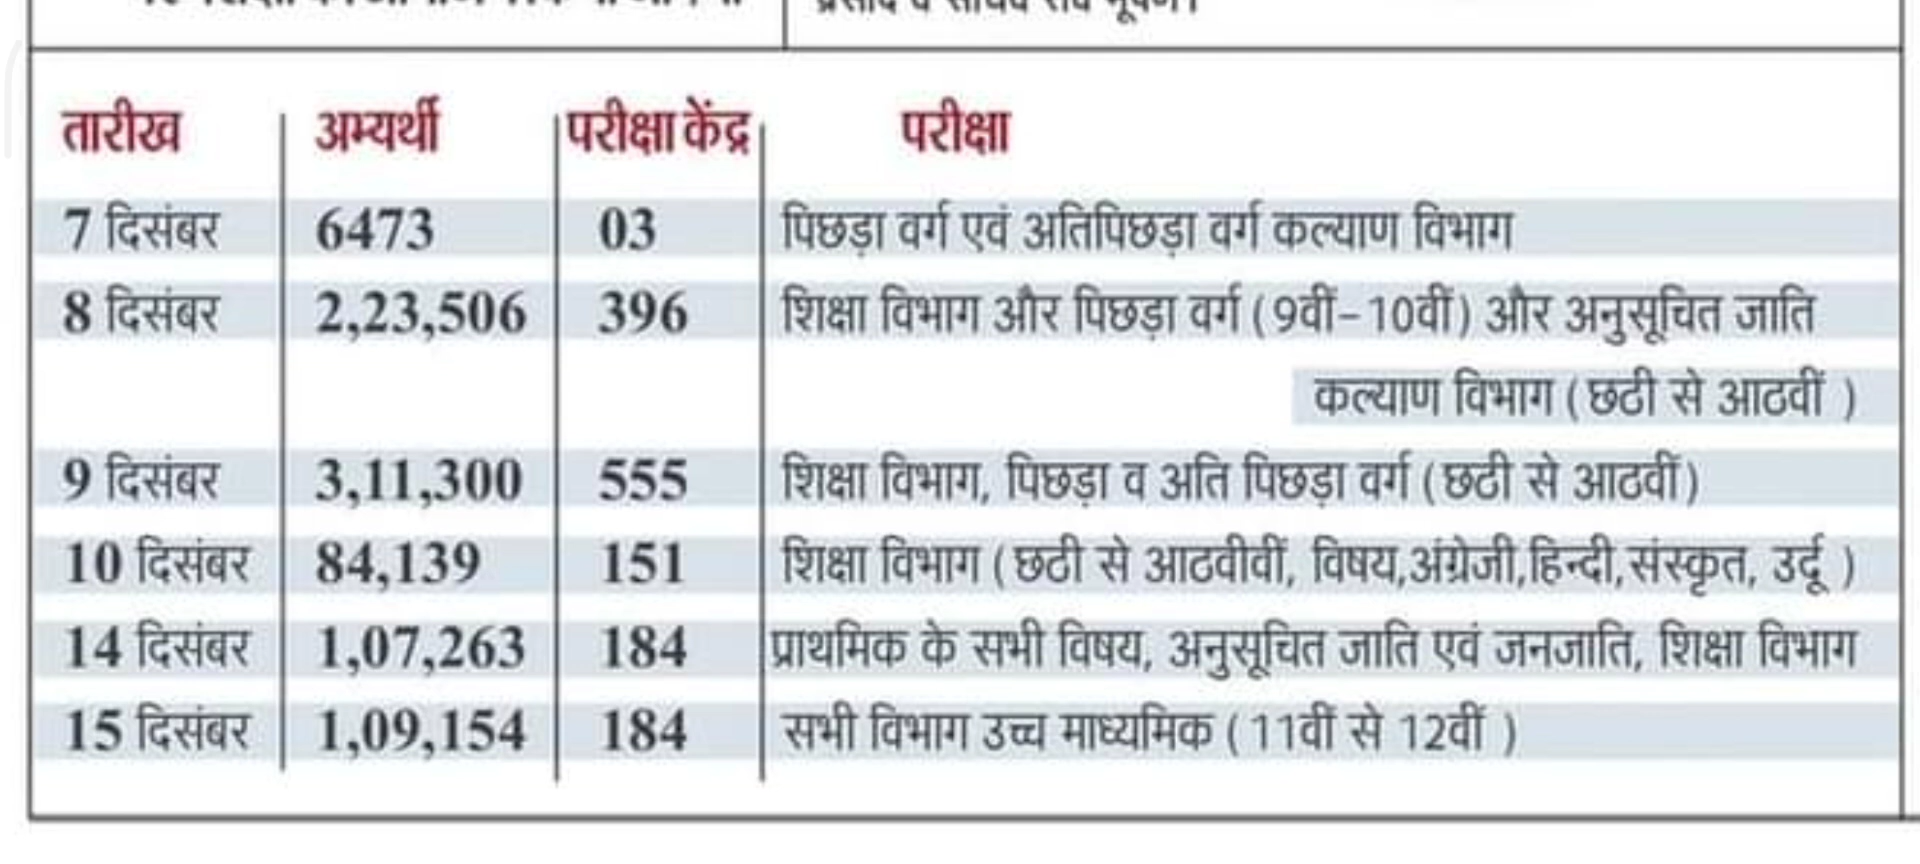 तारीख अभ्यर्थी परीक्षा केंद्र परीक्षा
7 दिसंबर 6473 03 पिछड़ा वर्ग एवं अतिपिछड़ा वर्ग कल्याण विभाग
8 दिसंबर 2,23,506 396 शिक्षा विभाग और पिछड़ा वर्ग (9वीं-10वीं) और अनुसूचित जाति
कल्याण विभाग (छटी से आठवीं )
9 दिसंबर 3,11,300 555 शिक्षा विभाग, पिछड़ा व अति पिछड़ा वर्ग (छटी से आठवीं)
10 दिसंबर 84,139 151 शिक्षा विभाग (छटी से आठवीवीं, विषय,अंग्रेजी,हिन्दी,संस्कृत, उर्दू )
14 दिसंबर 1,07,263 184 प्राथमिक के सभी विषय, अनुसूचित जाति एवं जनजाति, शिक्षा विभाग
15 दिसंबर 1,09,154 184 सभी विभाग उच्च माध्यमिक (11वीं से 12वीं )